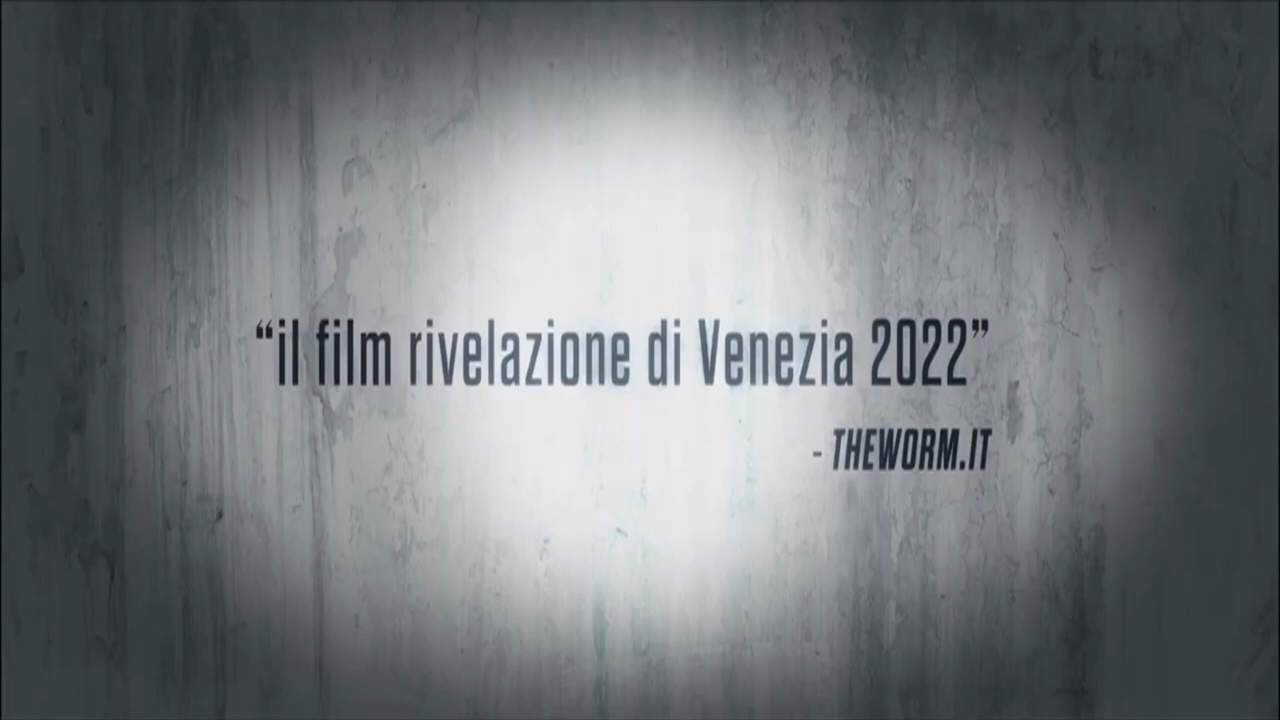 “il film rivelazione di Venezia 2022”
- THEWORM.IT